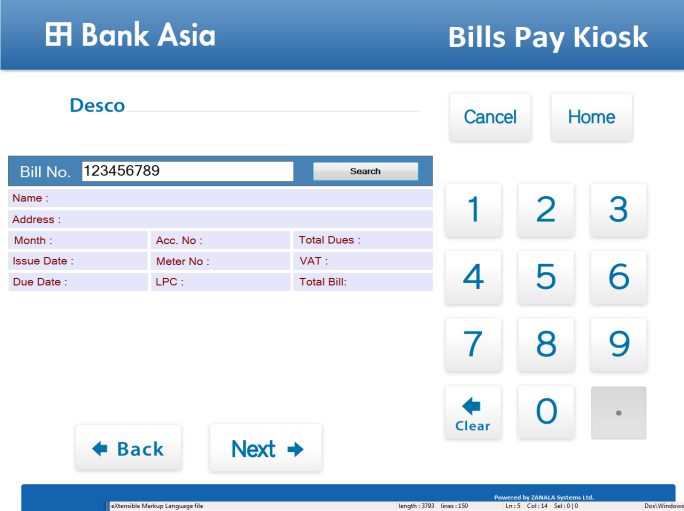 Bank Asia
Bills Pay Kiosk
Desco
Cancel
Home
Bill No. 123456789 Search
Name :
Address :
Month : Acc. No : Total Dues :
Issue Date : Meter No : VAT :
Due Date : LPC : Total Bill:
1 2 3
4 5 6
7 8 9
Clear 0 .
Back
Next
Powered by ZANALA Systems Ltd.
eXtensible Markup Language file length : 3793 lines : 150 Ln : 5 Col : 14 Sel : 0 | 0 Dos\Windows